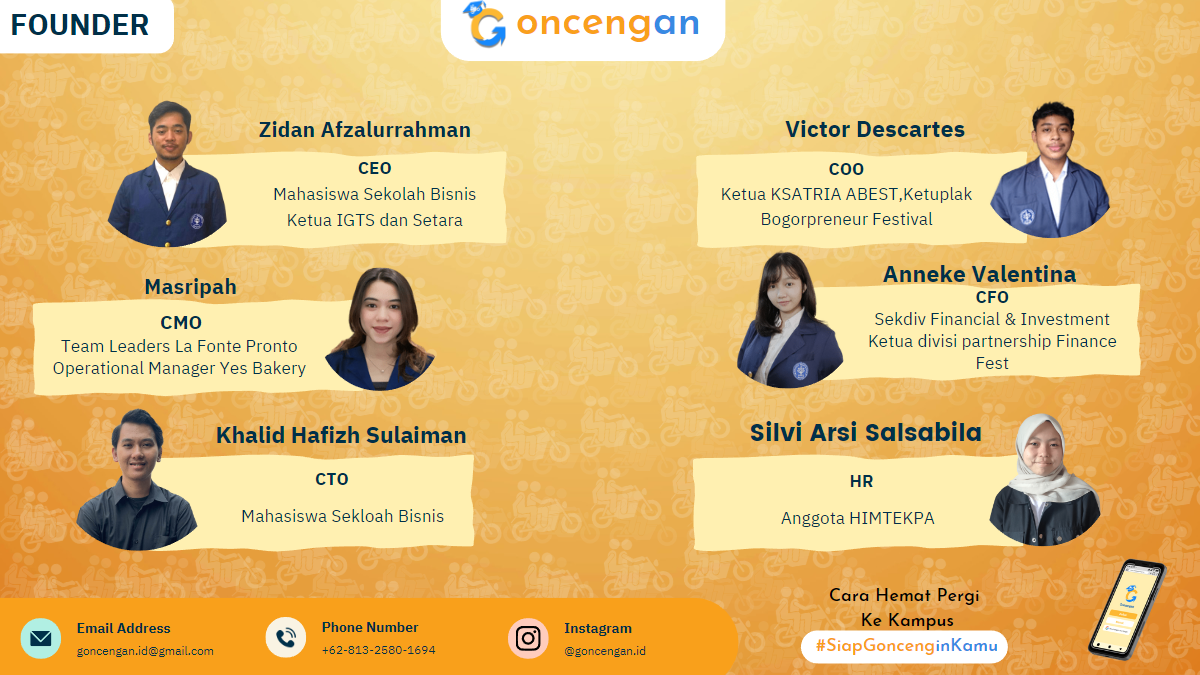 FOUNDER
Goncengan
Zidan Afzalurrahman
CEO
Mahasiswa Sekolah Bisnis
Ketua IGTS dan Setara
Victor Descartes
COO
Ketua KSATRIA ABEST,Ketuplak
Bogorpreneur Festival
Masripah
CMO
Team Leaders La Fonte Pronto
Operational Manager Yes Bakery
Anneke Valentina
CFO
Sekdiv Financial & Investment
Ketua divisi partnership Finance
Fest
Khalid Hafizh Sulaiman
CTO
Mahasiswa Sekloah Bisnis
Silvi Arsi Salsabila
HR
Anggota HIMTEKPA
Cara Hemat Pergi
Ke Kampus
#SiapGoncenginKamu
Email Address
goncengan.id@gmail.com
Phone Number
+62-813-2580-1694
Instagram
@goncengan.id